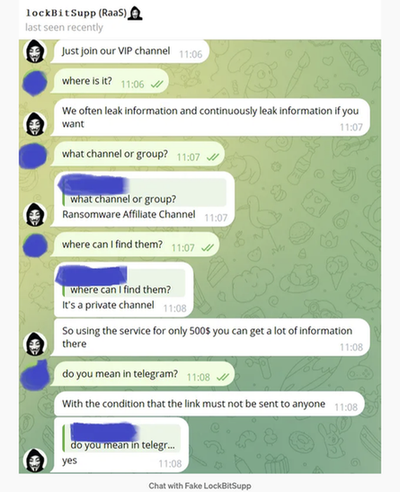 lockBitSupp (RaaS)
last seen recently
Just join our VIP channel 11:06
where is it? 11:06
We often leak information and continuously leak information if you
want 11:07
what channel or group? 11:07
what channel or group?
Ransomware Affiliate Channel 11:07
where can I find them? 11:07
where can I find them?
It's a private channel 11:08
So using the service for only 500$ you can get a lot of information
there 11:08
do you mean in telegram? 11:08
With the condition that the link must not be sent to anyone 11:08
do you mean in telegr...
yes 11:08
Chat with Fake LockBitSupp